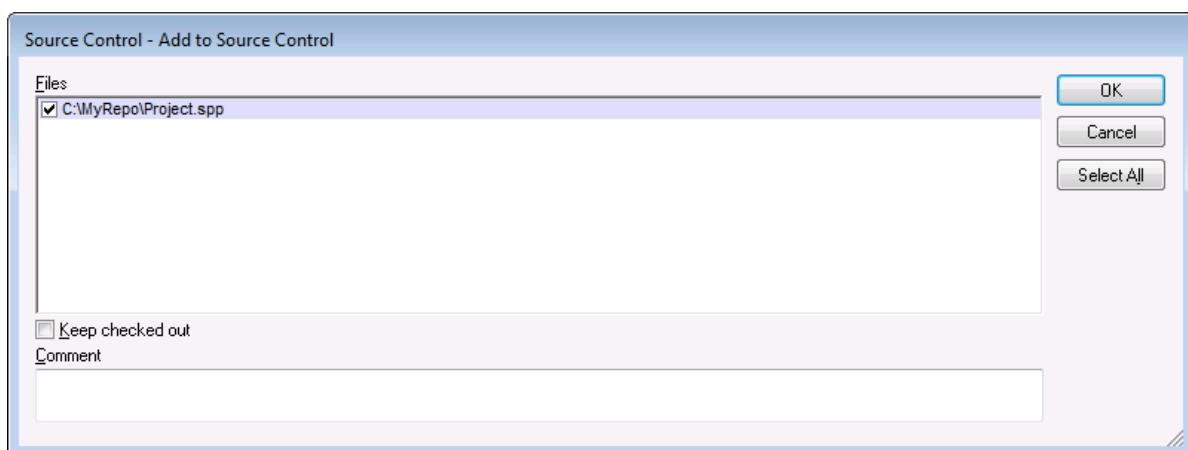 Source Control - Add to Source Control
Files
C:\MyRepo\Project.spp
OK
Cancel
Select All
Keep checked out
Comment